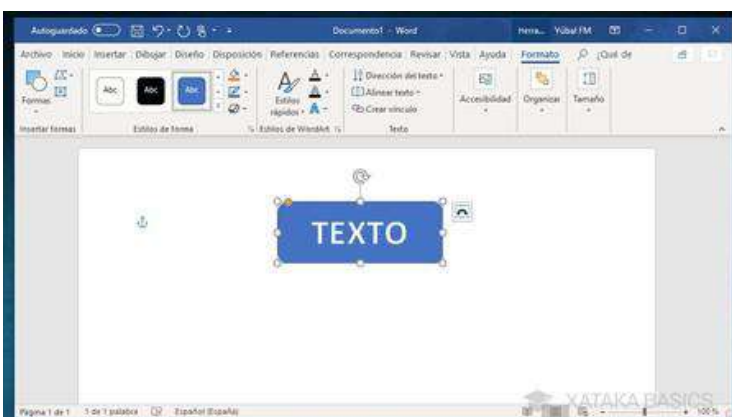 Autoguardado
Documento1 - Word
Herra... Yúbal FM
Archivo Inicio Insertar Dibujar Diseño Disposición Referencias Correspondencia Revisar Vista Ayuda Formato ¿Qué de
Formas
Abc Abc Abc
Estilos rápidos
Dirección del texto
Alinear texto
Crear vínculo
Accesibilidad
Organizar
Tamaño
Insertar formas
Estilos de forma
Estilos de WordArt
Texto
TEXTO
Página 1 de 1 1 de 1 palabra Español (España)
100 %
XATAKA BASICS